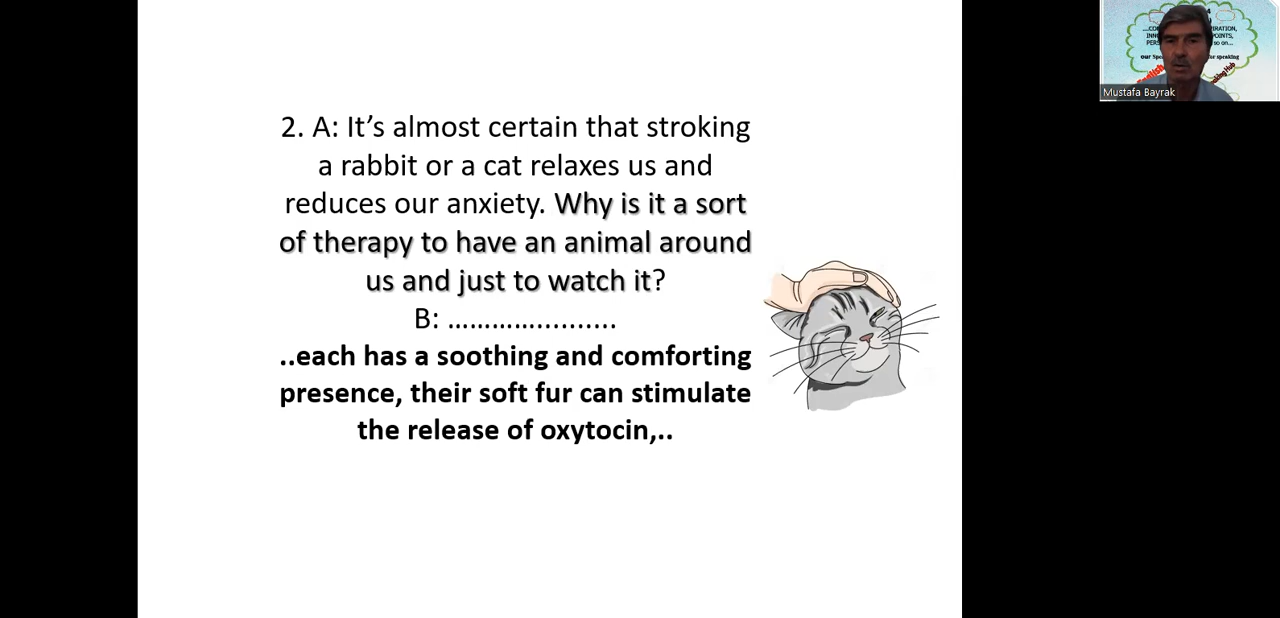 2. A: It’s almost certain that stroking
a rabbit or a cat relaxes us and
reduces our anxiety. Why is it a sort
of therapy to have an animal around
us and just to watch it?
B: ......................
..each has a soothing and comforting
presence, their soft fur can stimulate
the release of oxytocin,..
Mustafa Bayrak